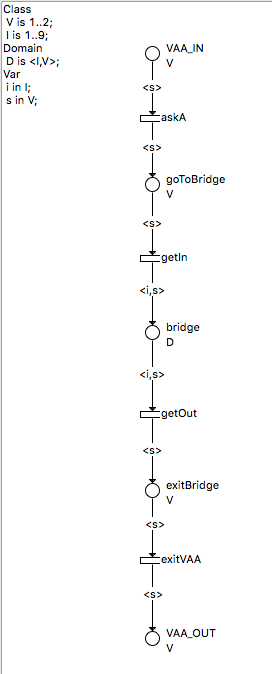 Class
V is 1..2;
I is 1..9;
Domain
D is <I,V>;
Var
i in I;
s in V;
VAA_IN
V
<s>
askA
<s>
goToBridge
V
<s>
getIn
<i,s>
bridge
D
<i,s>
getOut
<s>
exitBridge
V
<s>
exitVAA
<s>
VAA_OUT
V